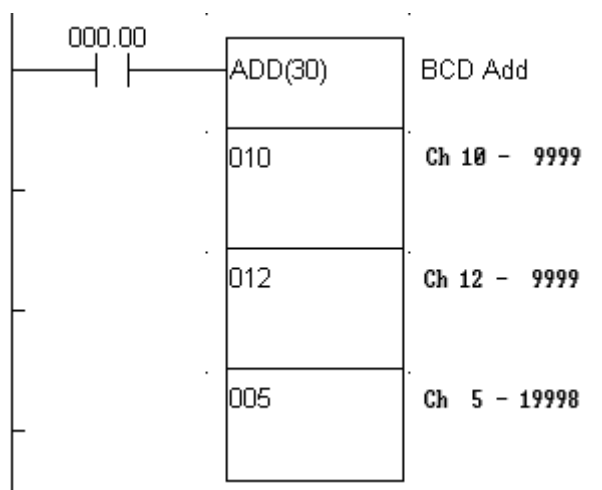 000.00
ADD(30) BCD Add
010 Ch 10 - 9999
012 Ch 12 - 9999
005 Ch 5 - 19998